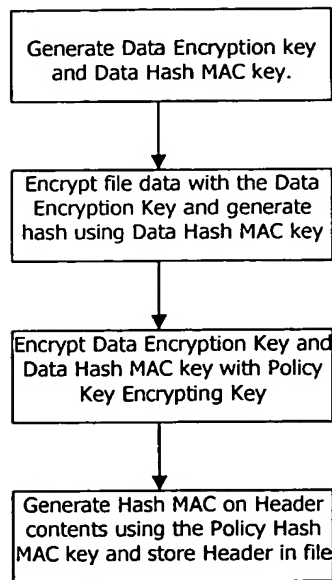 Generate Data Encryption key
and Data Hash MAC key.
Encrypt file data with the Data
Encryption Key and generate
hash using Data Hash MAC key
Encrypt Data Encryption Key and
Data Hash MAC key with Policy
Key Encrypting Key
Generate Hash MAC on Header
contents using the Policy Hash
MAC key and store Header in file